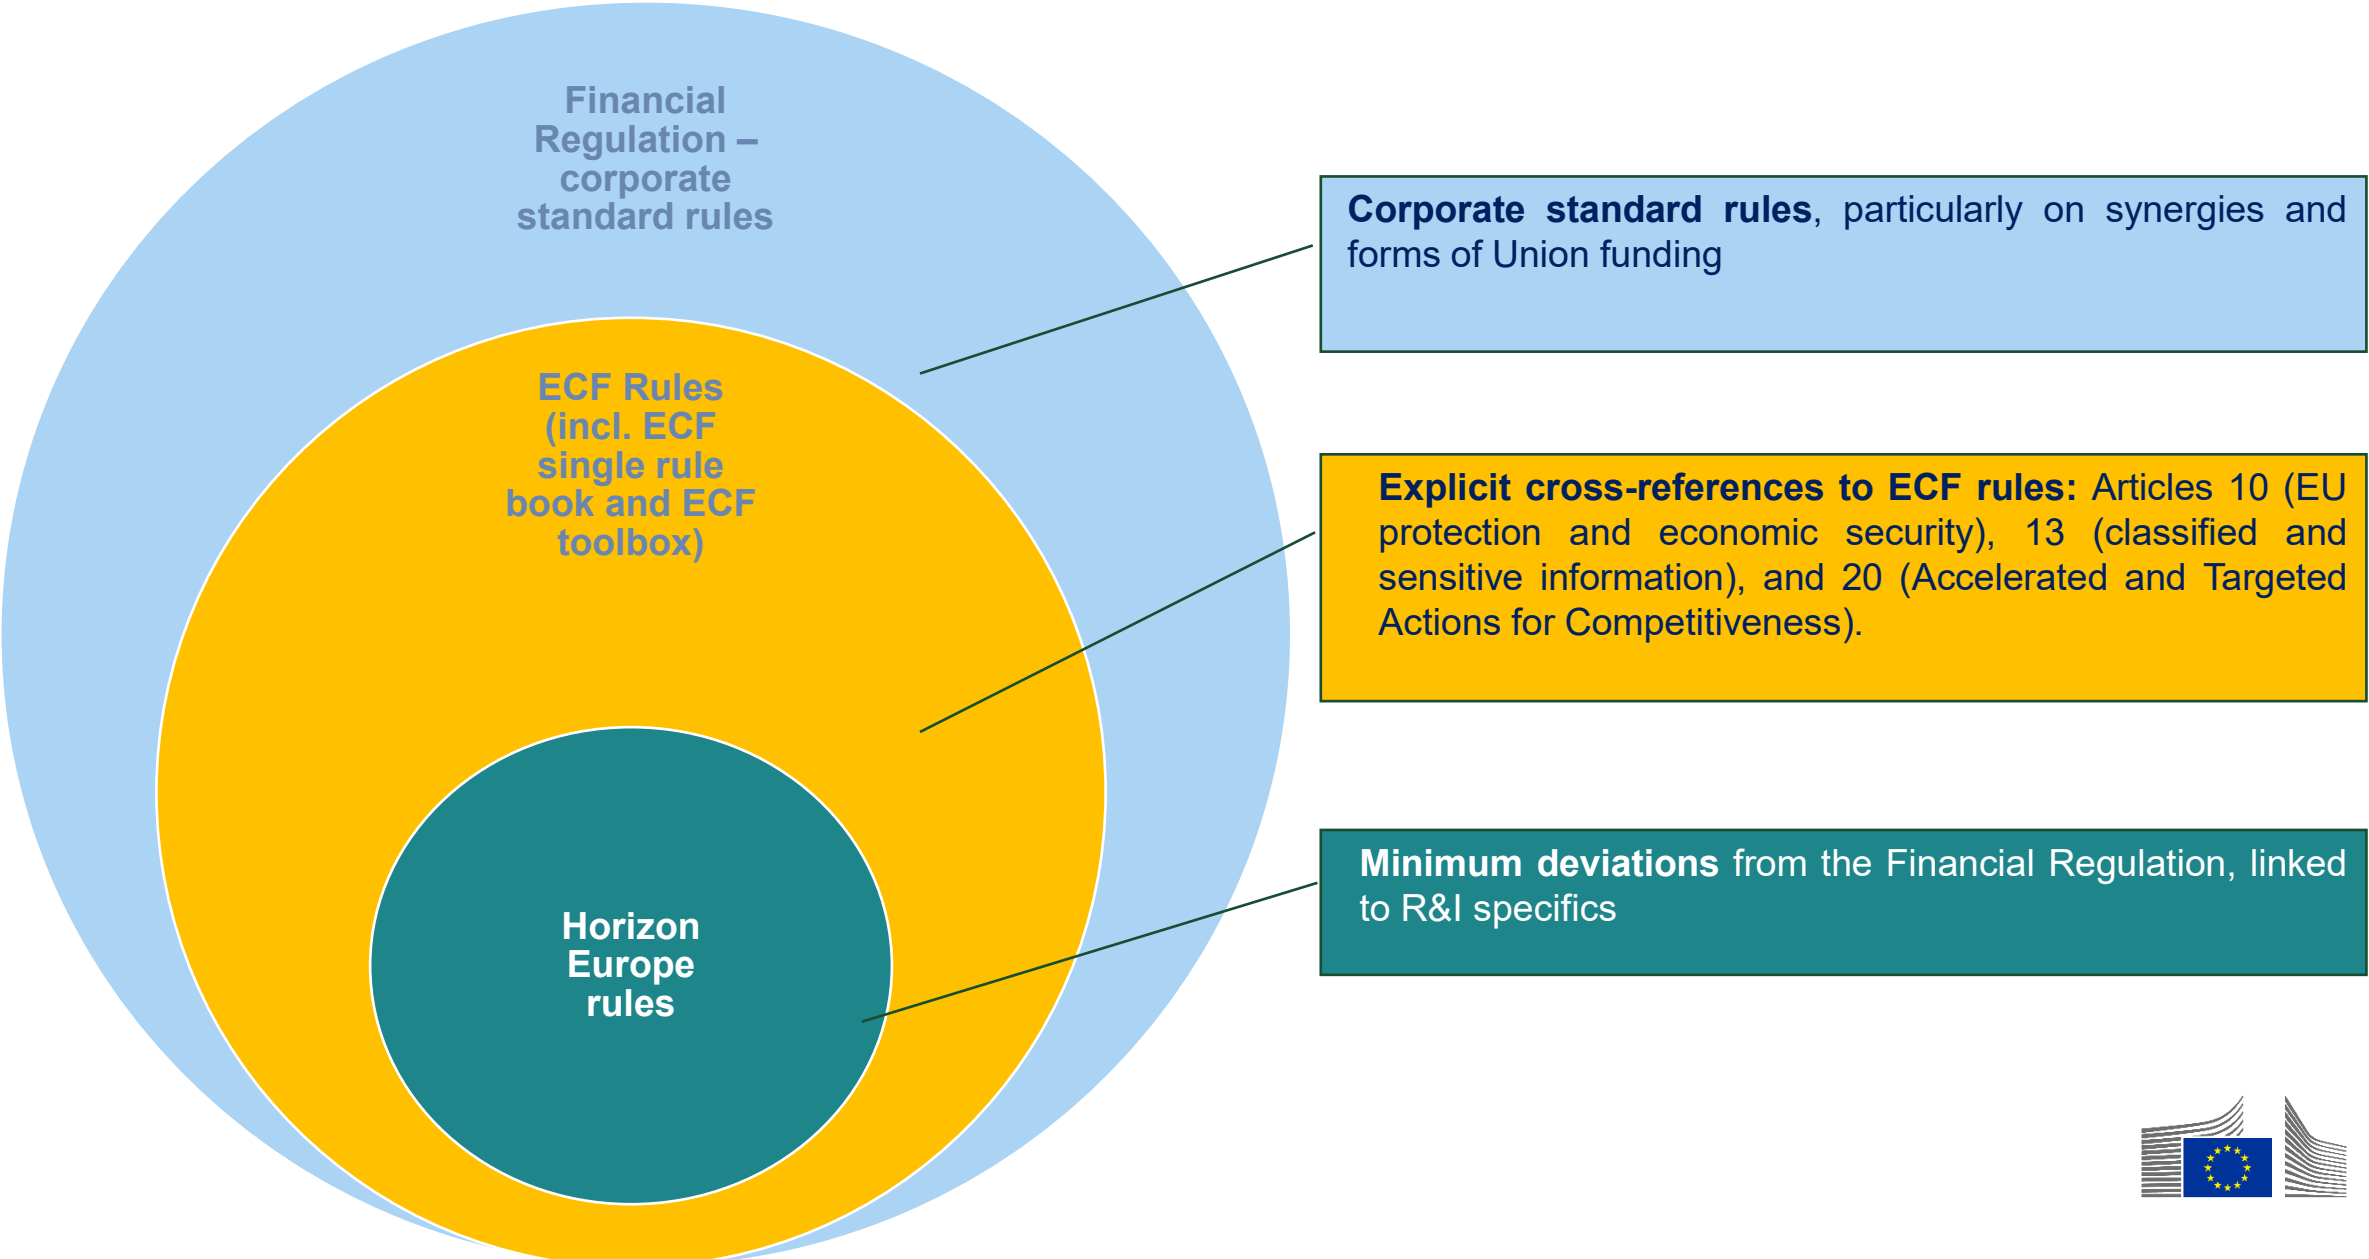 Financial
Regulation –
corporate
standard rules
ECF Rules
(incl. ECF
single rule
book and ECF
toolbox)
Horizon
Europe
rules
Corporate standard rules, particularly on synergies and
forms of Union funding
Explicit cross-references to ECF rules: Articles 10 (EU
protection and economic security), 13 (classified and
sensitive information), and 20 (Accelerated and Targeted
Actions for Competitiveness).
Minimum deviations from the Financial Regulation, linked
to R&I specifics